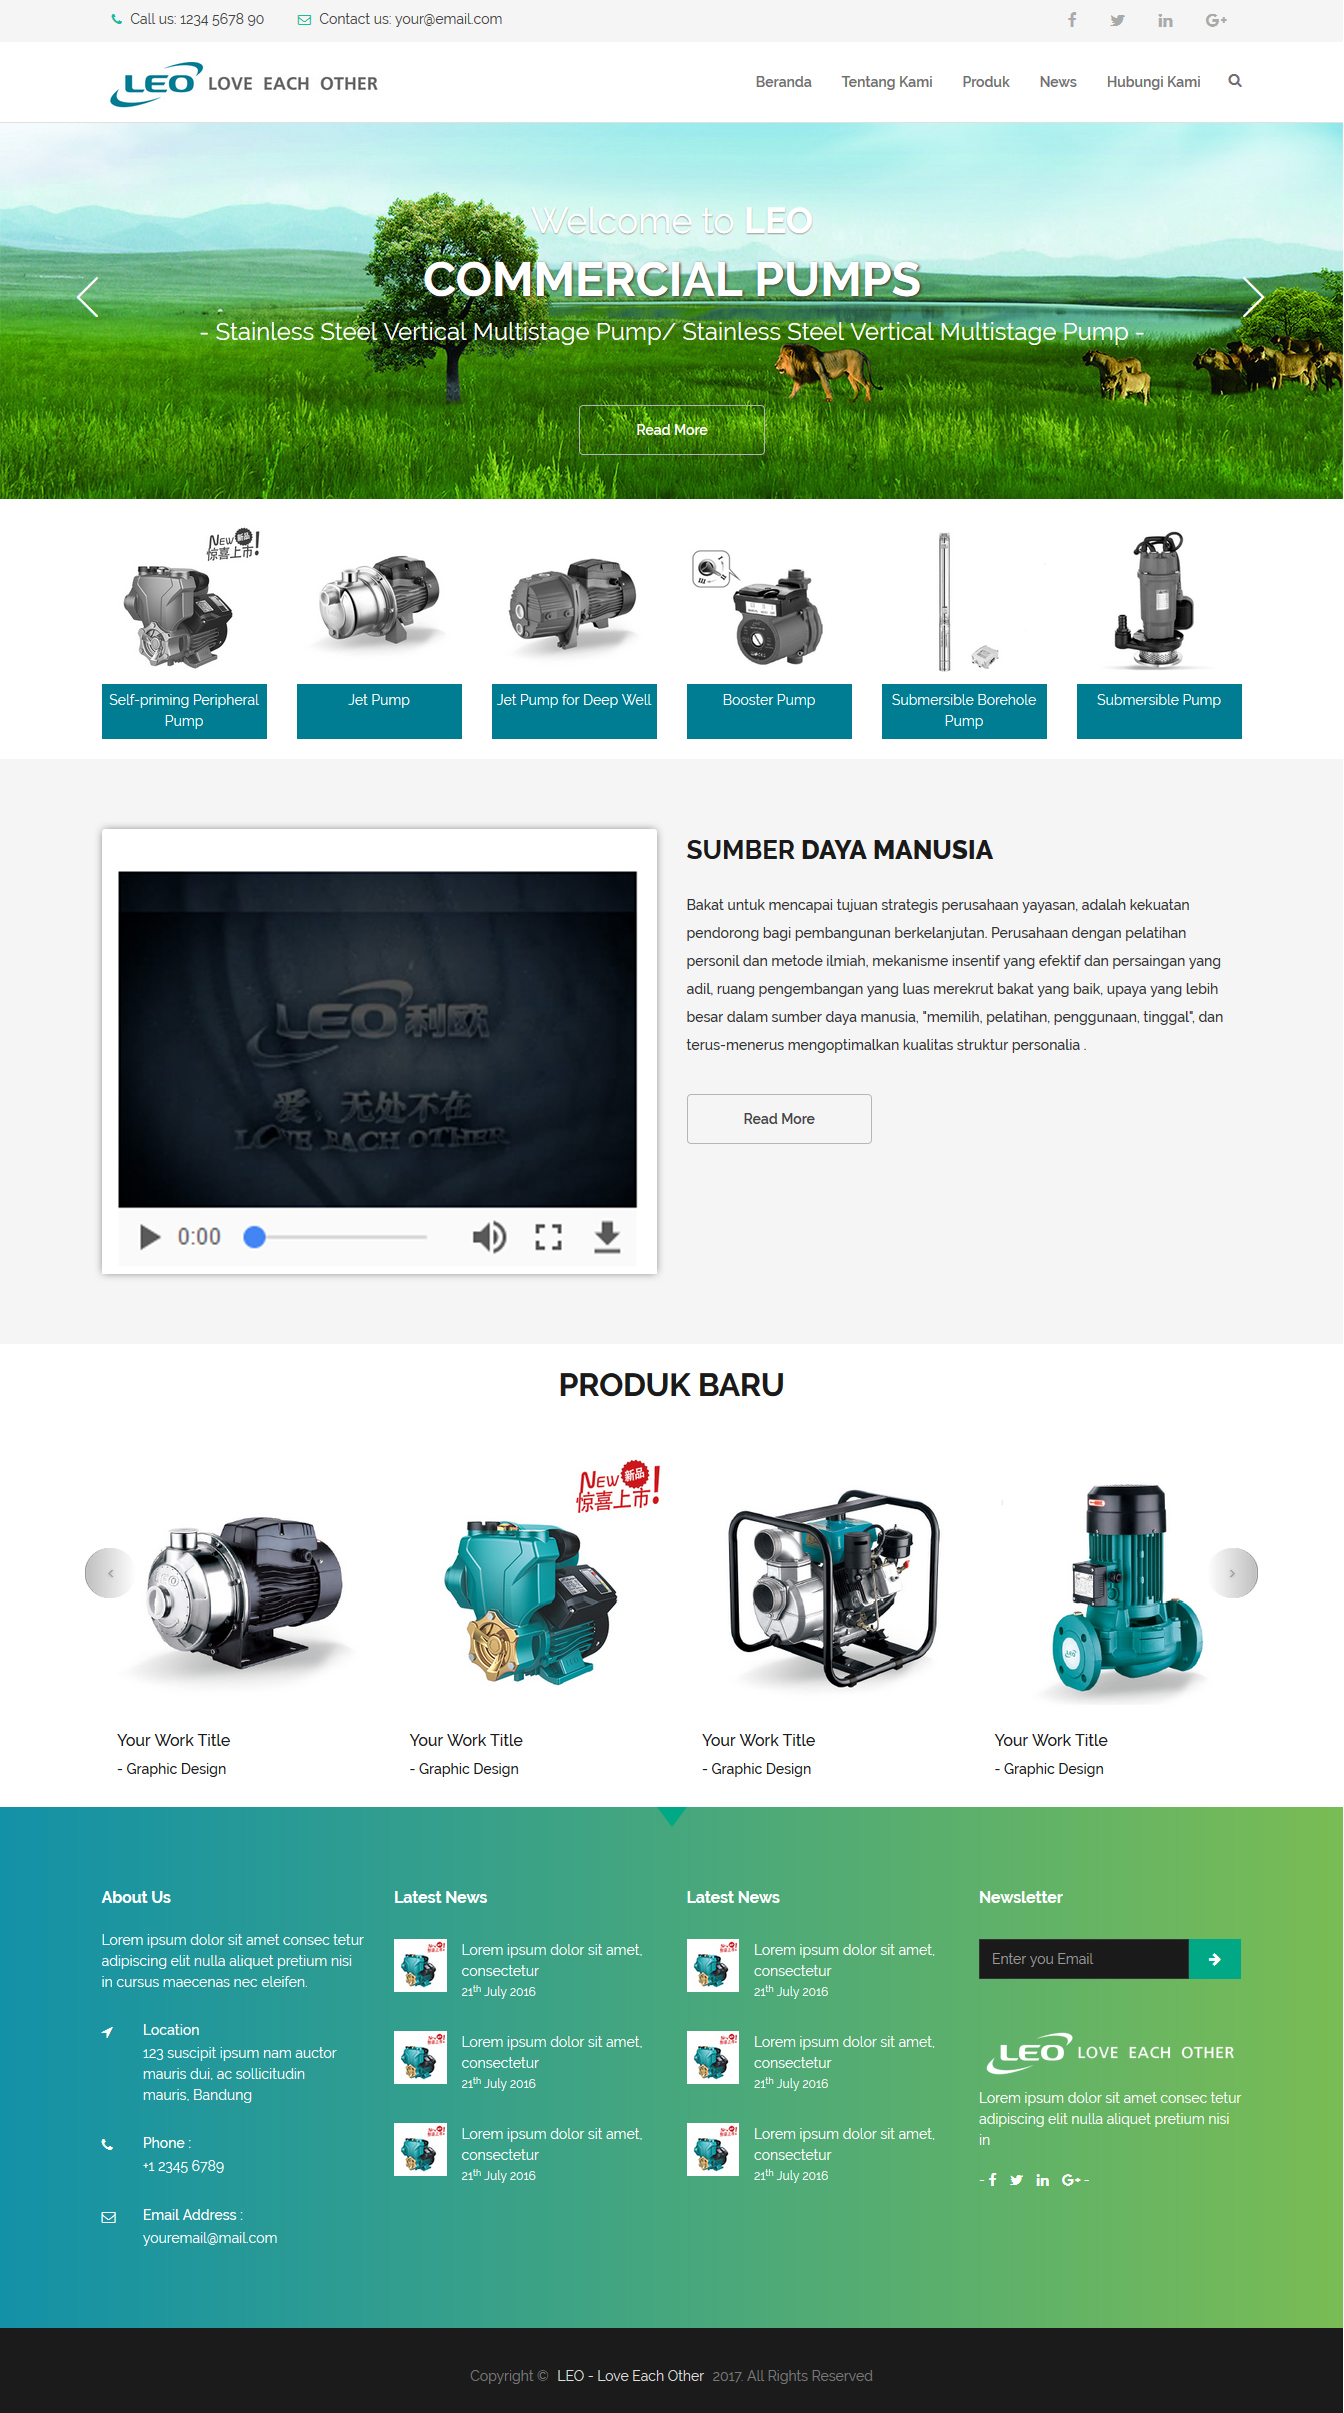 Call us: 1234 5678 90
Contact us: your@email.com
LEO LOVE EACH OTHER
Beranda
Tentang Kami
Produk
News
Hubungi Kami
Welcome to LEO
COMMERCIAL PUMPS
- Stainless Steel Vertical Multistage Pump/ Stainless Steel Vertical Multistage Pump -
Read More
NEW 新品
惊喜上市!
Self-priming Peripheral
Pump
Jet Pump
Jet Pump for Deep Well
Booster Pump
Submersible Borehole
Pump
Submersible Pump
LEO 利欧
爱,无处不在
LOVE EACH OTHER
0:00
SUMBER DAYA MANUSIA
Bakat untuk mencapai tujuan strategis perusahaan yayasan, adalah kekuatan
pendorong bagi pembangunan berkelanjutan. Perusahaan dengan pelatihan
personil dan metode ilmiah, mekanisme insentif yang efektif dan persaingan yang
adil, ruang pengembangan yang luas merekrut bakat yang baik, upaya yang lebih
besar dalam sumber daya manusia, "memilih, pelatihan, penggunaan, tinggal", dan
terus-menerus mengoptimalkan kualitas struktur personalia .
Read More
PRODUK BARU
NEW 新品
惊喜上市!
LEO
Your Work Title
- Graphic Design
Your Work Title
- Graphic Design
Your Work Title
- Graphic Design
Your Work Title
- Graphic Design
About Us
Lorem ipsum dolor sit amet consec tetur
adipiscing elit nulla aliquet pretium nisi
in cursus maecenas nec eleifen.
Location
123 suscipit ipsum nam auctor
mauris dui, ac sollicitudin
mauris, Bandung
Phone :
+1 2345 6789
Email Address :
youremail@mail.com
Latest News
Lorem ipsum dolor sit amet,
consectetur
21th July 2016
Lorem ipsum dolor sit amet,
consectetur
21th July 2016
Lorem ipsum dolor sit amet,
consectetur
21th July 2016
Latest News
Lorem ipsum dolor sit amet,
consectetur
21th July 2016
Lorem ipsum dolor sit amet,
consectetur
21th July 2016
Lorem ipsum dolor sit amet,
consectetur
21th July 2016
Newsletter
Enter you Email
LEO LOVE EACH OTHER
Lorem ipsum dolor sit amet consec tetur
adipiscing elit nulla aliquet pretium nisi
in
Copyright © LEO - Love Each Other 2017. All Rights Reserved